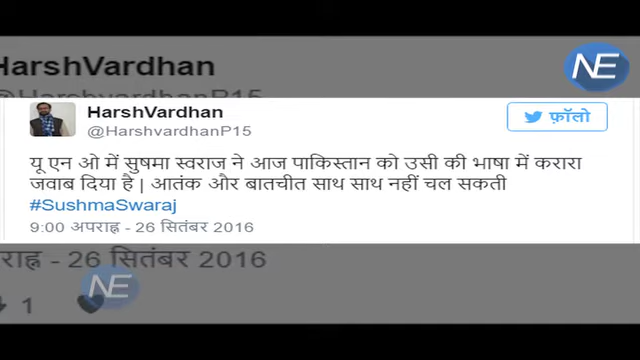 HarshVardhan
@HarshvardhanP15
NE
HarshVardhan
@HarshvardhanP15
फ़ॉलो
यू एन ओ में सुषमा स्वराज ने आज पाकिस्तान को उसी की भाषा में करारा
जवाब दिया है | आतंक और बातचीत साथ साथ नहीं चल सकती
#SushmaSwaraj
9:00 अपराह्न - 26 सितंबर 2016
राह्न - 26 सितंबर 2016
NE
1